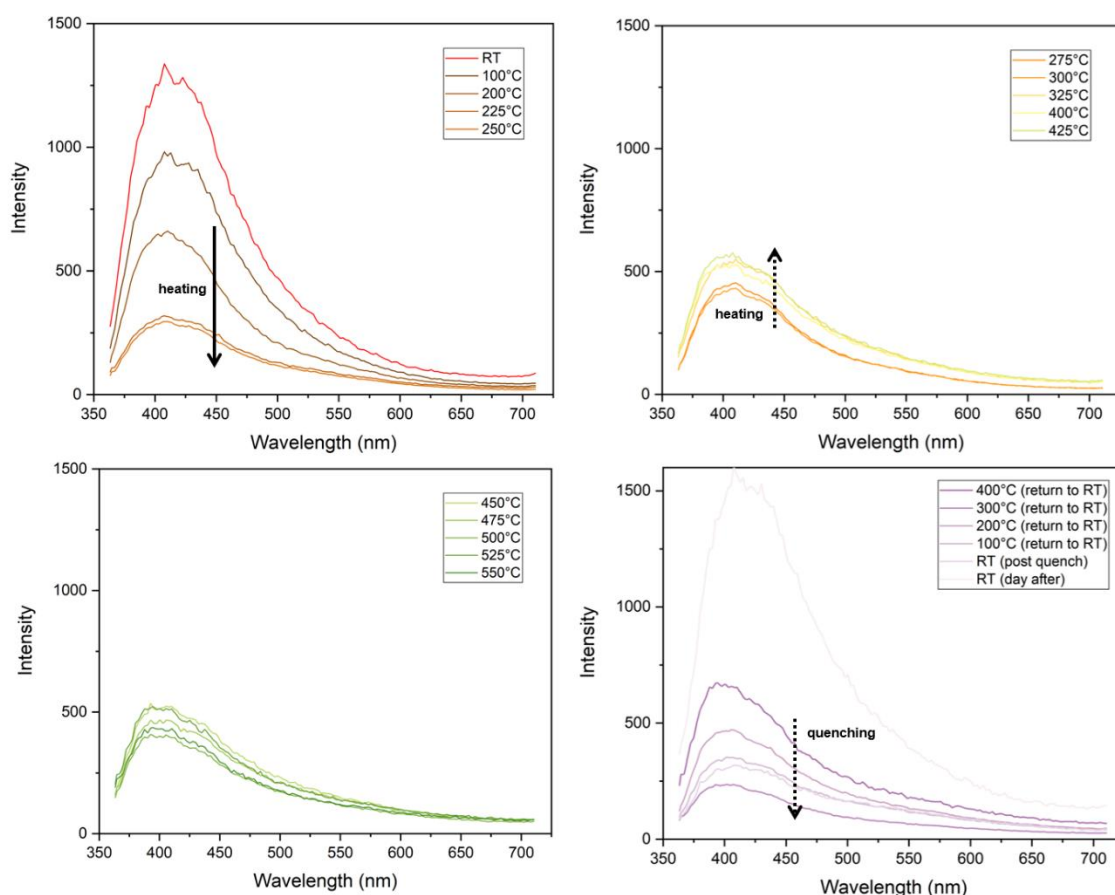 1500
1000
500
0
Intensity
350 400 450 500 550 600 650 700
Wavelength (nm)
RT
100°C
200°C
225°C
250°C
heating
1500
1000
500
0
Intensity
350 400 450 500 550 600 650 700
Wavelength (nm)
275°C
300°C
325°C
400°C
425°C
heating
1500
1000
500
0
Intensity
350 400 450 500 550 600 650 700
Wavelength (nm)
450°C
475°C
500°C
525°C
550°C
1500
1000
500
0
Intensity
350 400 450 500 550 600 650 700
Wavelength (nm)
400°C (return to RT)
300°C (return to RT)
200°C (return to RT)
100°C (return to RT)
RT (post quench)
RT (day after)
quenching